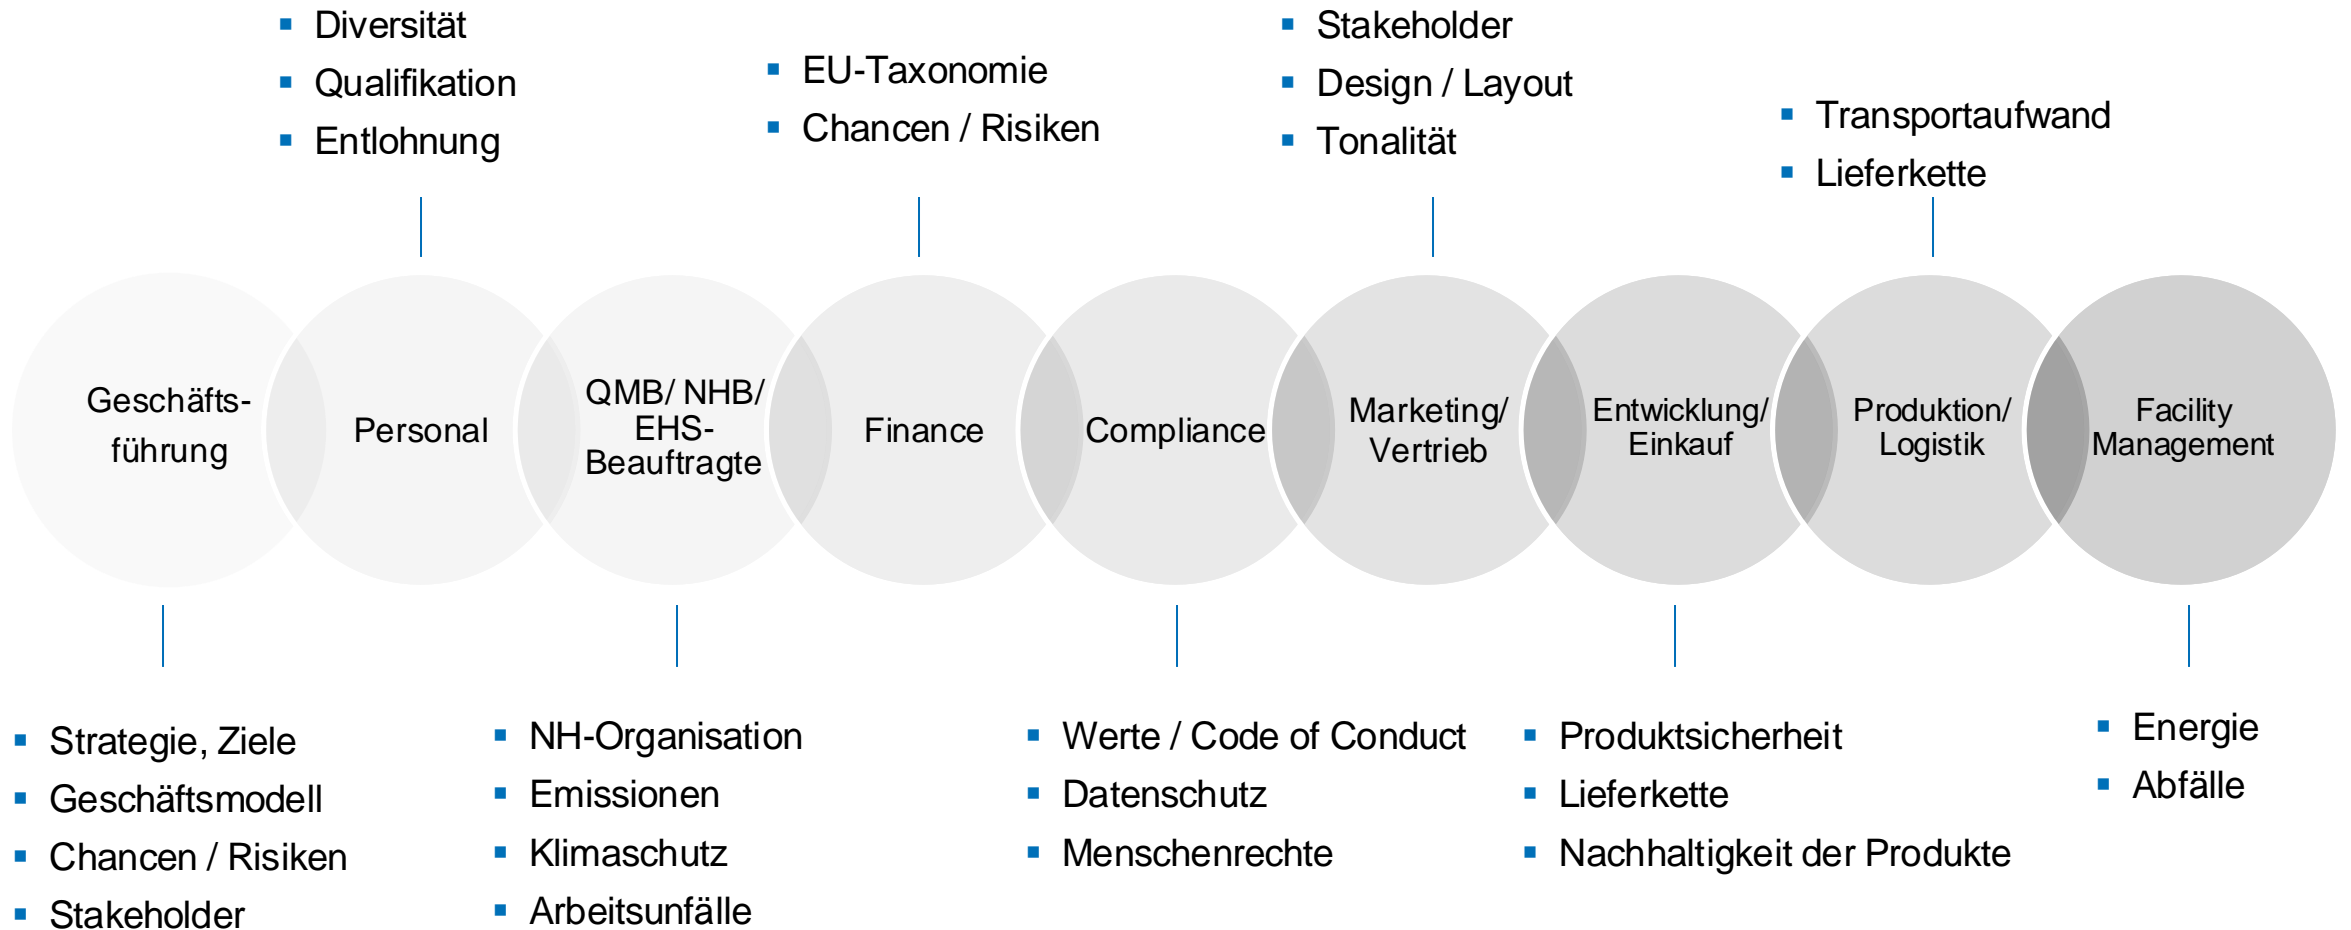 Diversität
Qualifikation
Entlohnung
EU-Taxonomie
Chancen / Risiken
Stakeholder
Design / Layout
Tonalität
Transportaufwand
Lieferkette
Geschäfts-
führung
Personal
QMB/ NHB/
EHS-
Beauftragte
Finance
Compliance
Marketing/
Vertrieb
Entwicklung/
Einkauf
Produktion/
Logistik
Facility
Management
Strategie, Ziele
Geschäftsmodell
Chancen / Risiken
Stakeholder
NH-Organisation
Emissionen
Klimaschutz
Arbeitsunfälle
Werte / Code of Conduct
Datenschutz
Menschenrechte
Produktsicherheit
Lieferkette
Nachhaltigkeit der Produkte
Energie
Abfälle